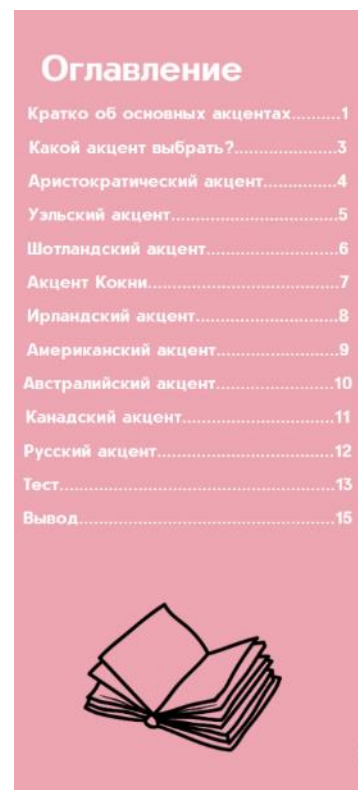 Оглавление
Кратко об основных акцентах.........1
Какой акцент выбрать?....................3
Аристократический акцент................4
Уэльский акцент.................................5
Шотландский акцент..........................6
Акцент Кокни......................................7
Ирландский акцент............................8
Американский акцент........................9
Австралийский акцент.......................10
Канадский акцент..............................11
Русский акцент...................................12
Тест.....................................................13
Вывод.................................................15